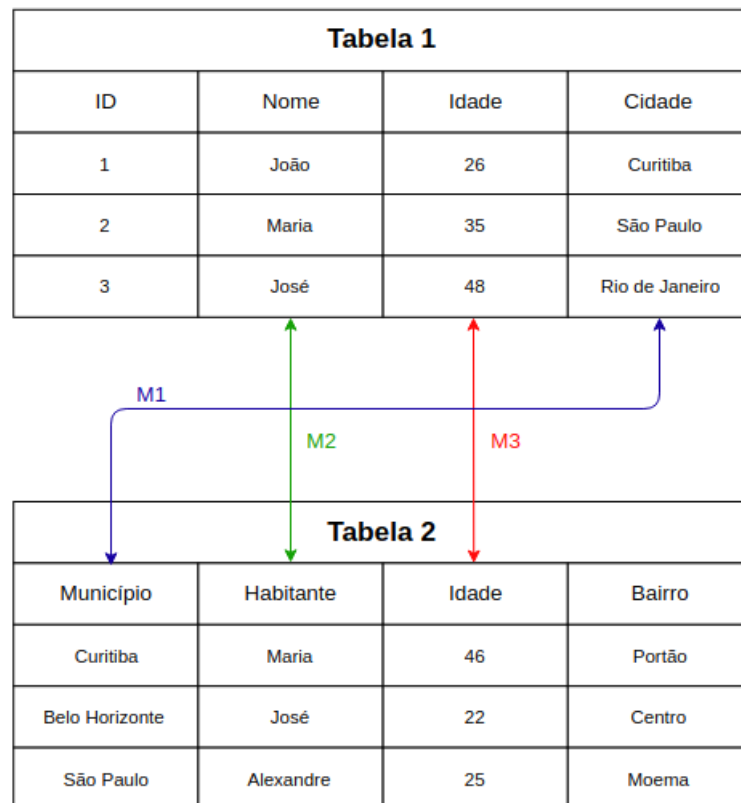 Tabela 1
ID Nome Idade Cidade
1 João 26 Curitiba
2 Maria 35 São Paulo
3 José 48 Rio de Janeiro
M1
M2 M3
Tabela 2
Município Habitante Idade Bairro
Curitiba Maria 46 Portão
Belo Horizonte José 22 Centro
São Paulo Alexandre 25 Moema